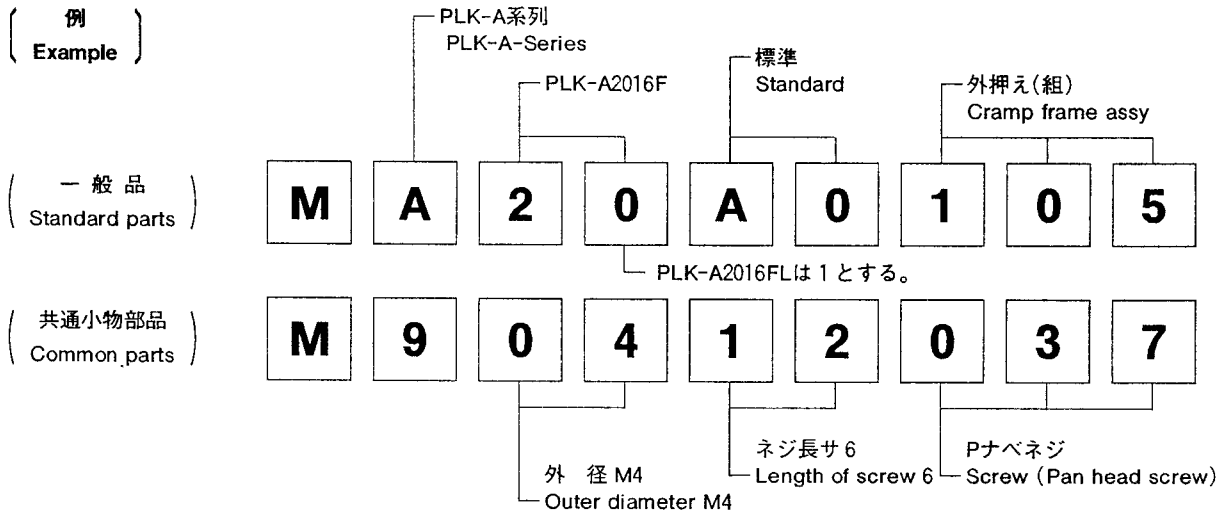 例
Example
PLK-A系列
PLK-A-Series
PLK-A2016F
標準
Standard
外押え(組)
Cramp frame assy
一般品
Standard parts
M A 2 0 A 0 1 0 5
PLK-A2016FLは1とする。
共通小物部品
Common parts
M 9 0 4 1 2 0 3 7
外 径 M4
Outer diameter M4
ネジ長サ 6
Length of screw 6
Pナベネジ
Screw (Pan head screw)